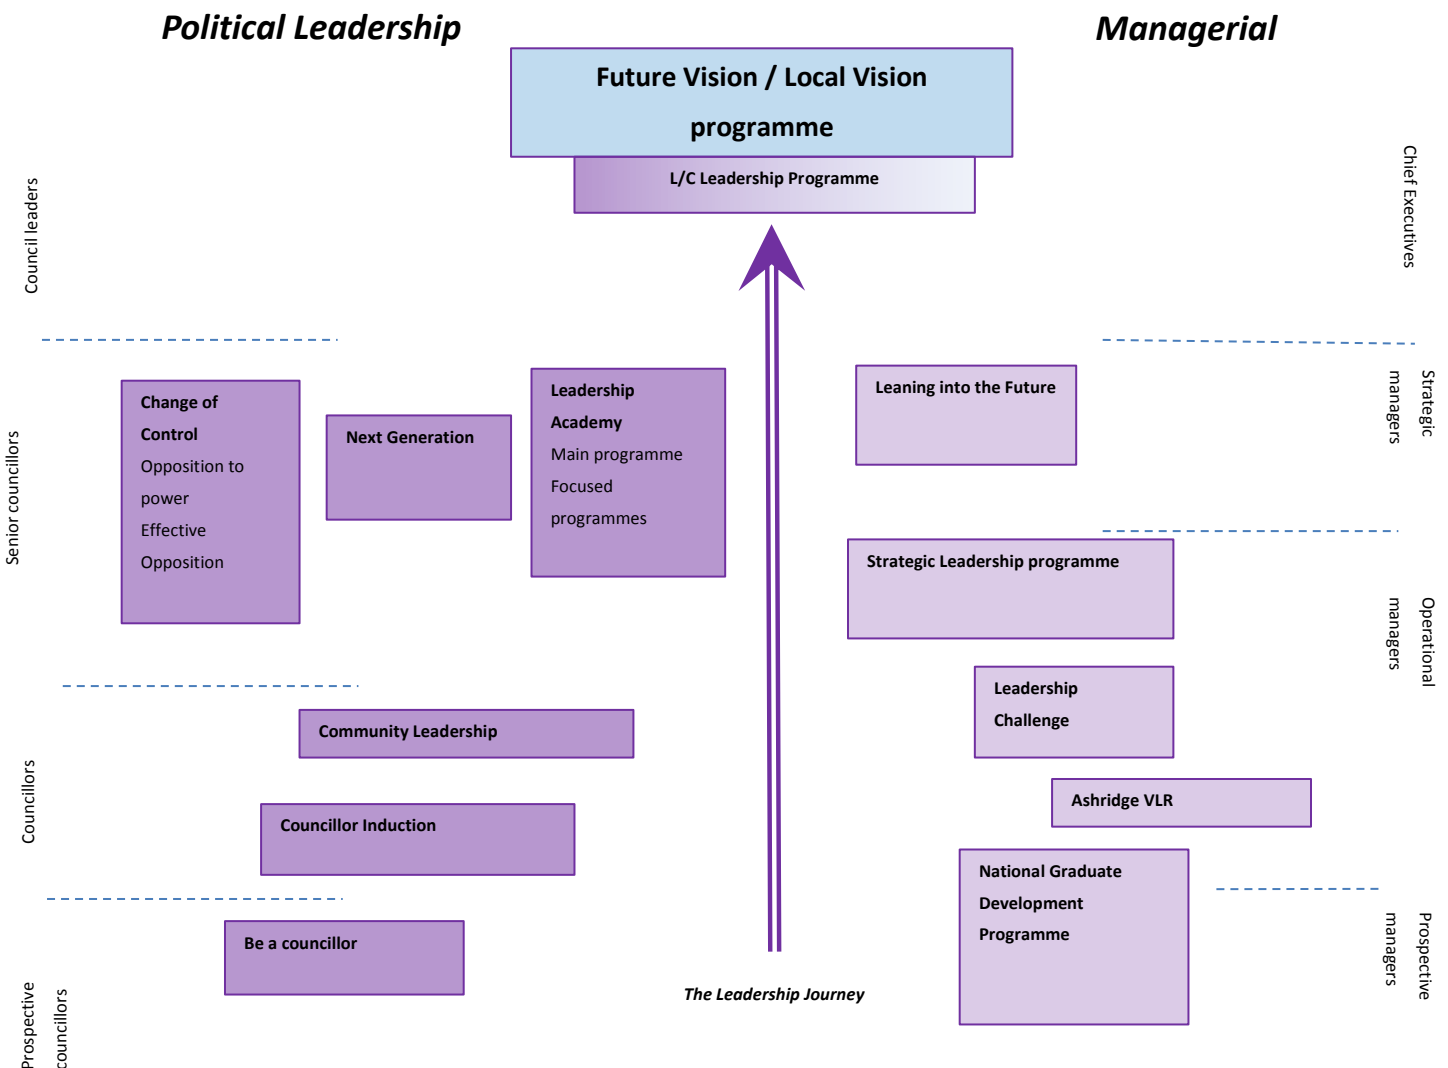 Political Leadership
Managerial
Future Vision / Local Vision
programme
L/C Leadership Programme
Council leaders
Chief Executives
Senior councillors
Change of
Control
Opposition to
power
Effective
Opposition
Next Generation
Leadership
Academy
Main programme
Focused
programmes
Leaning into the Future
Strategic
managers
Strategic Leadership programme
Operational
managers
Leadership
Challenge
Councillors
Community Leadership
Councillor Induction
Ashridge VLR
National Graduate
Development
Programme
Prospective
managers
Prospective
councillors
Be a councillor
The Leadership Journey